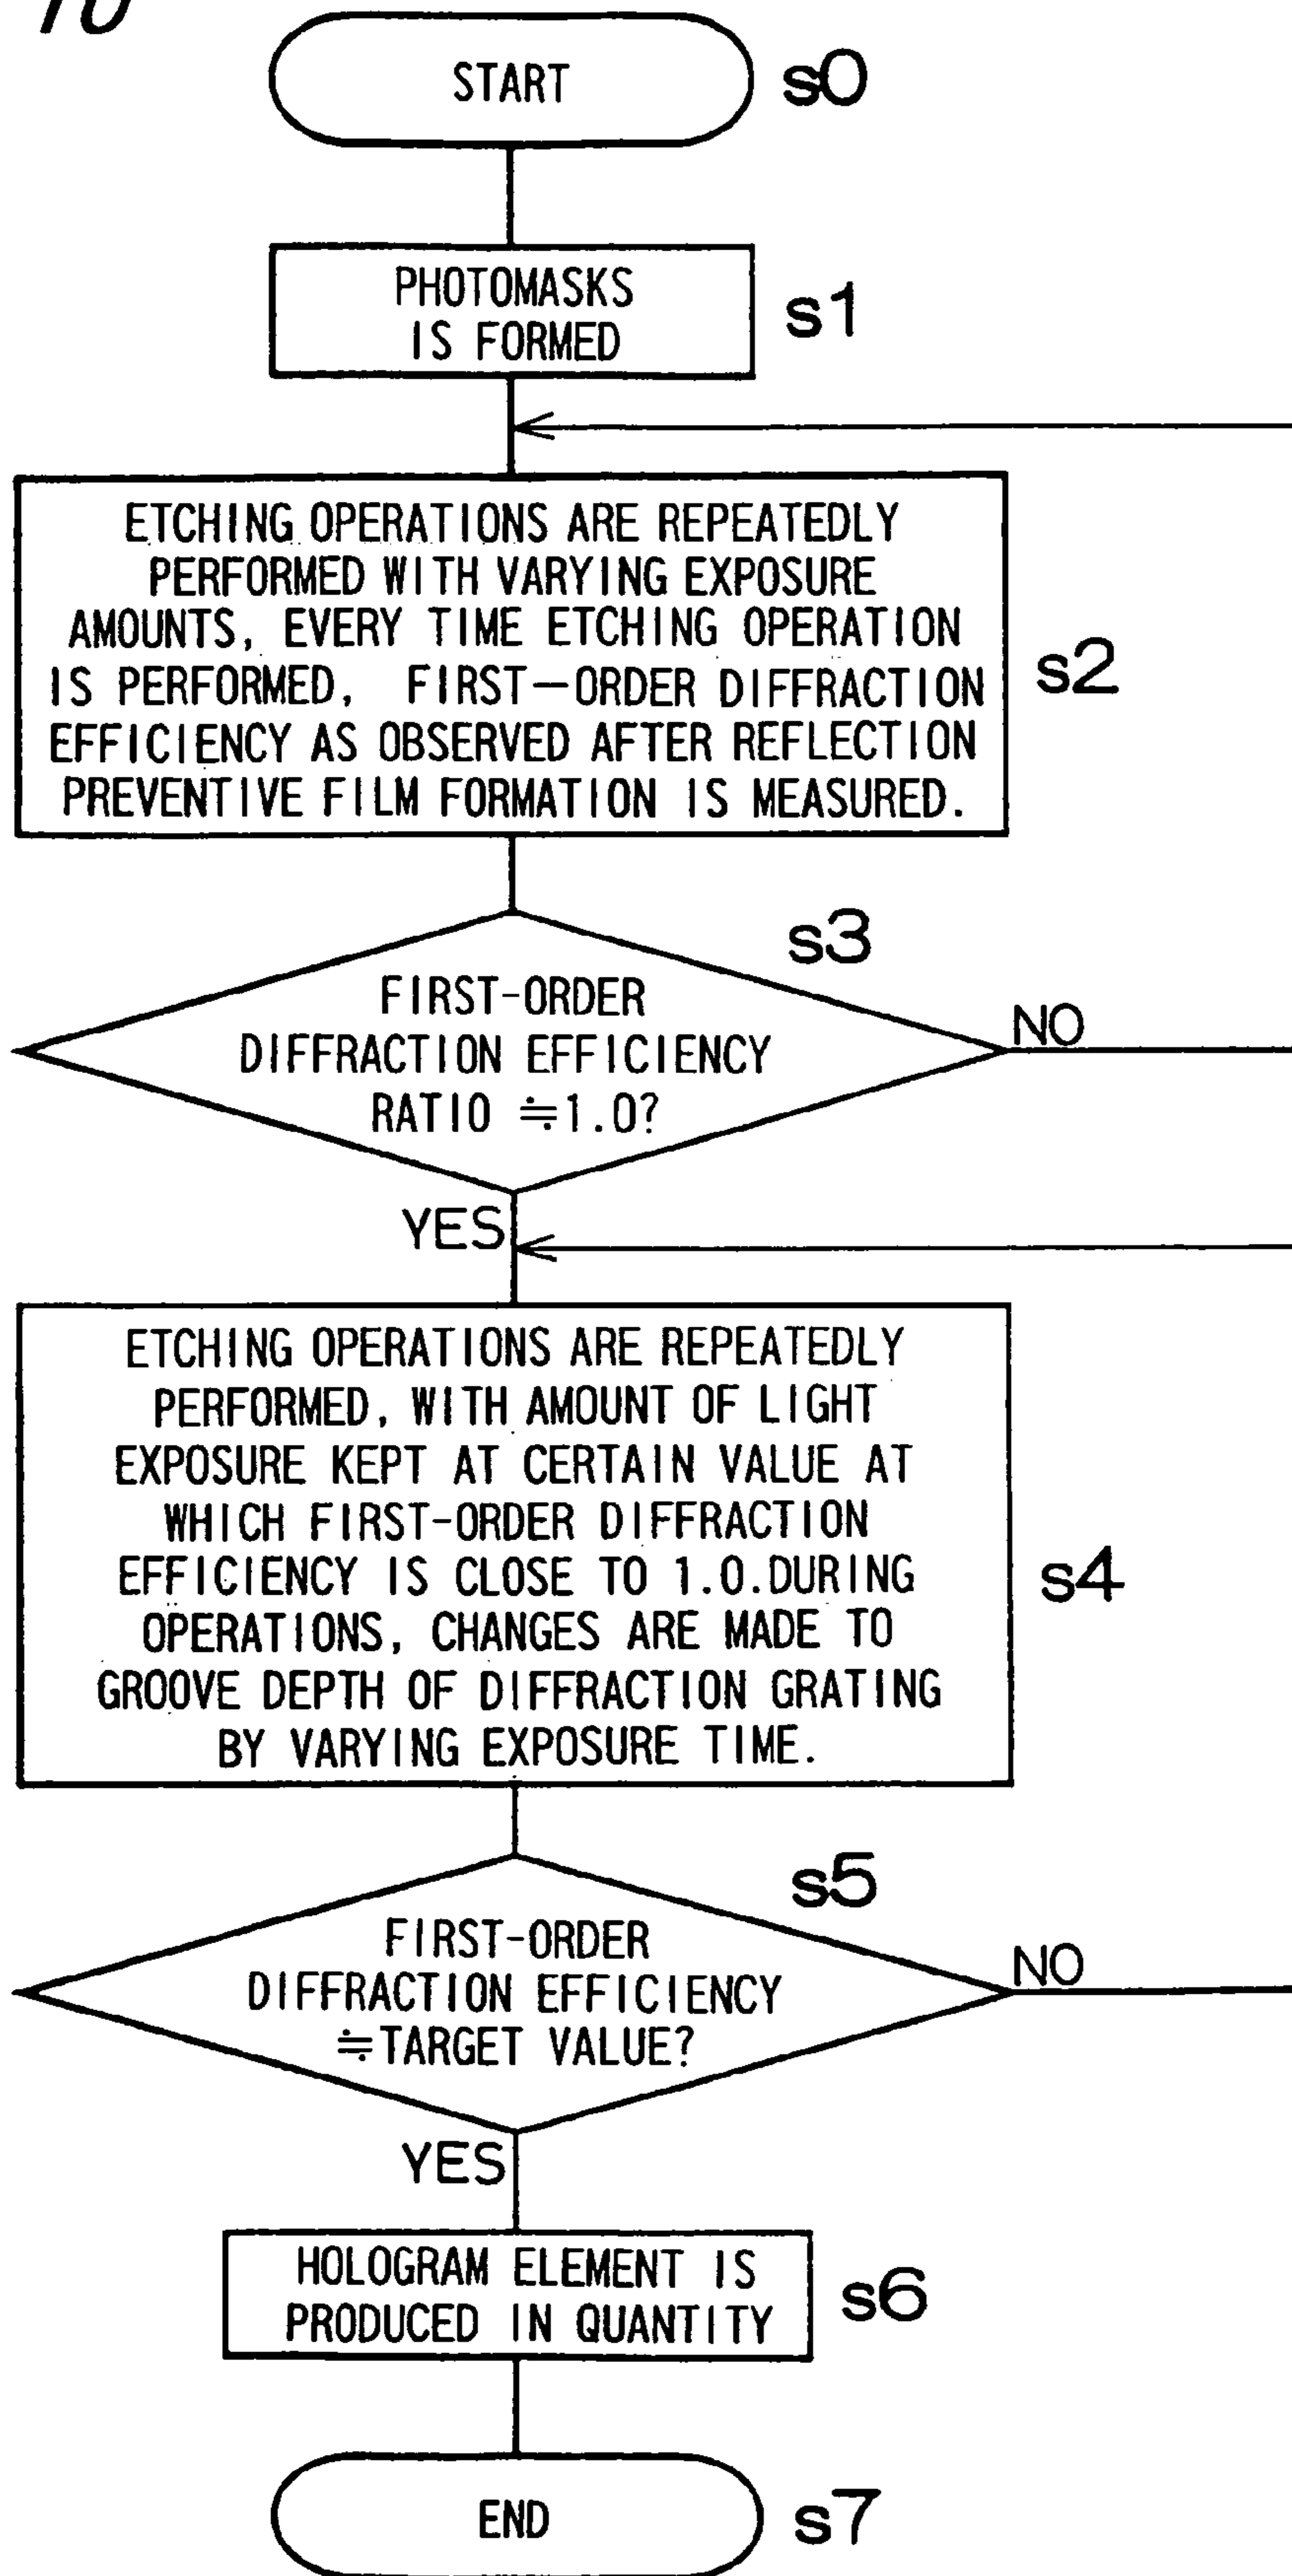 10
START
s0
PHOTOMASKS
IS FORMED
s1
ETCHING OPERATIONS ARE REPEATEDLY
PERFORMED WITH VARYING EXPOSURE
AMOUNTS, EVERY TIME ETCHING OPERATION
IS PERFORMED, FIRST-ORDER DIFFRACTION
EFFICIENCY AS OBSERVED AFTER REFLECTION
PREVENTIVE FILM FORMATION IS MEASURED.
s2
s3
FIRST-ORDER
DIFFRACTION EFFICIENCY
RATIO ≒1.0?
NO
YES
ETCHING OPERATIONS ARE REPEATEDLY
PERFORMED, WITH AMOUNT OF LIGHT
EXPOSURE KEPT AT CERTAIN VALUE AT
WHICH FIRST-ORDER DIFFRACTION
EFFICIENCY IS CLOSE TO 1.0.DURING
OPERATIONS, CHANGES ARE MADE TO
GROOVE DEPTH OF DIFFRACTION GRATING
BY VARYING EXPOSURE TIME.
s4
s5
FIRST-ORDER
DIFFRACTION EFFICIENCY
≒TARGET VALUE?
NO
YES
HOLOGRAM ELEMENT IS
PRODUCED IN QUANTITY
s6
END
s7